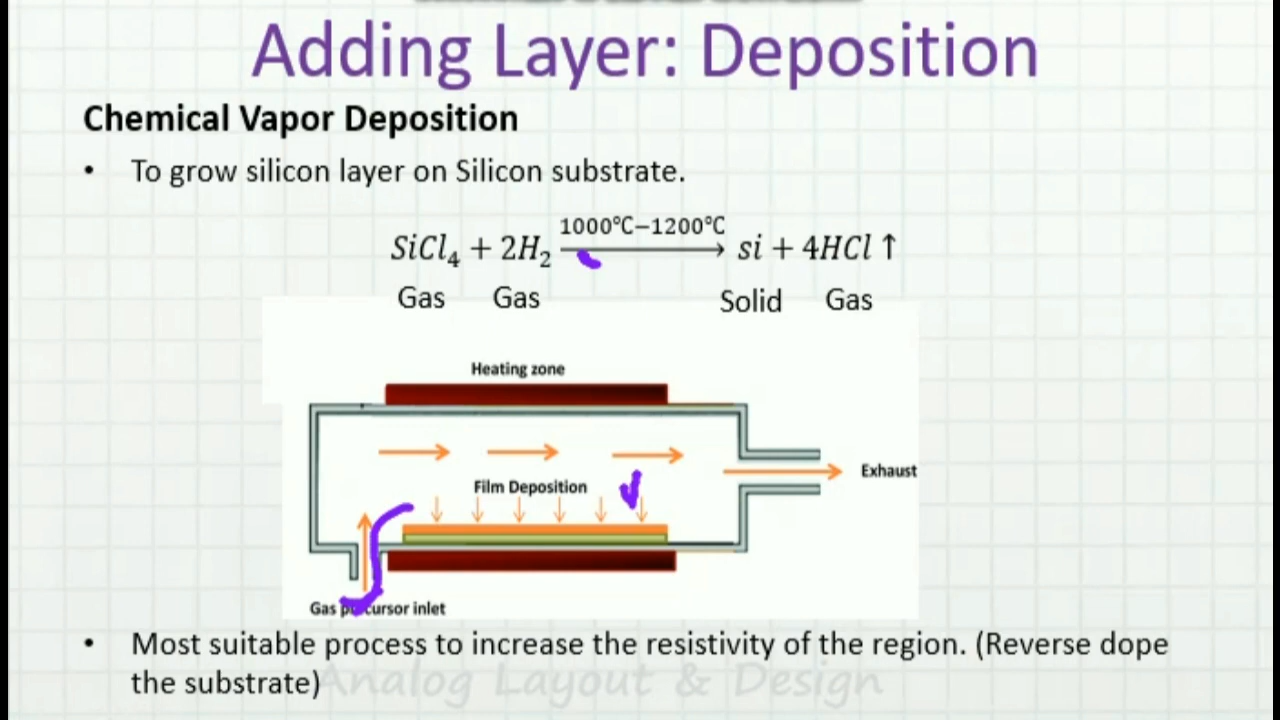 Adding Layer: Deposition
Chemical Vapor Deposition
• To grow silicon layer on Silicon substrate.
1000°C−1200°C
SiCl₄ + 2H₂ ⟶ si + 4HCl ↑
Gas Gas Solid Gas
Heating zone
Exhaust
Film Deposition
Gas precursor inlet
• Most suitable process to increase the resistivity of the region. (Reverse dope
the substrate)
Analog Layout & Design